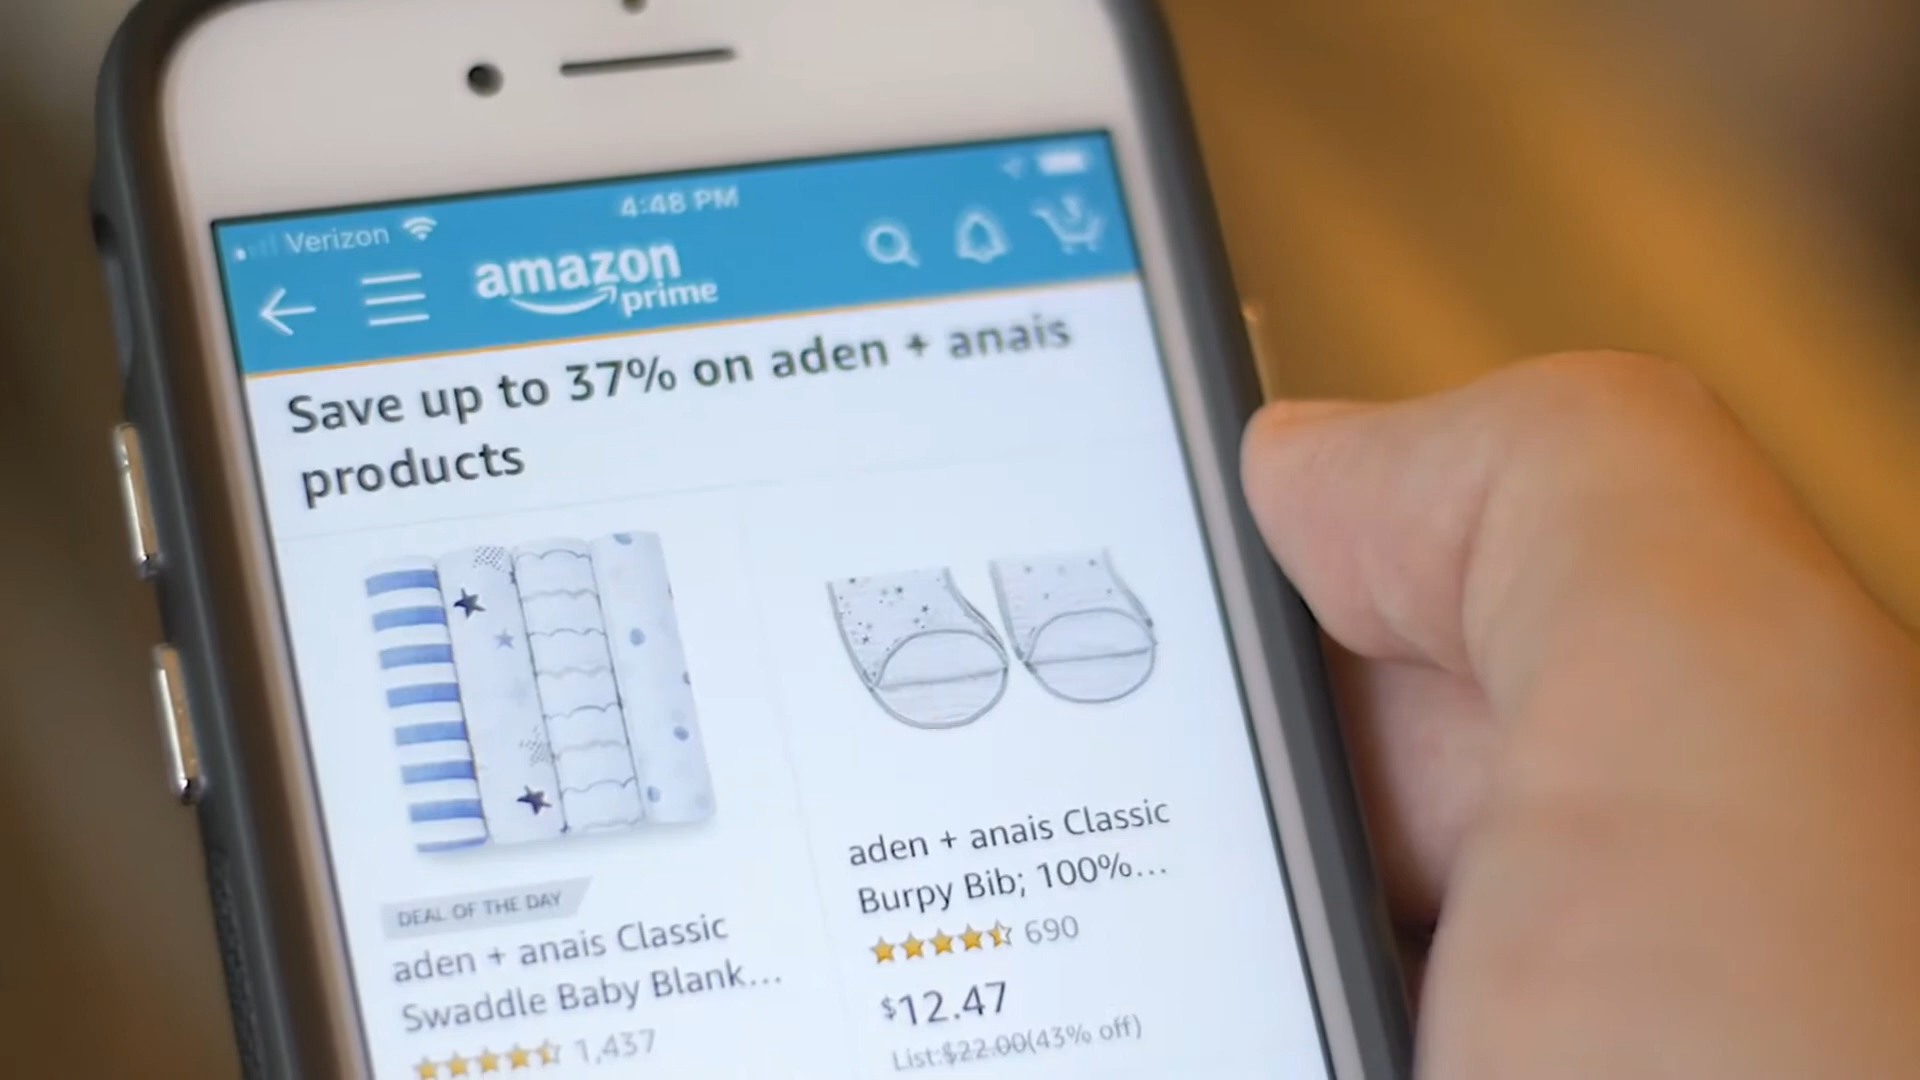 Verizon
4:48 PM
amazon
prime
Save up to 37% on aden + anais
products
DEAL OF THE DAY
aden + anais Classic
Swaddle Baby Blank...
1,437
aden + anais Classic
Burpy Bib; 100%...
690
$12.47
List:$22.00(43% off)